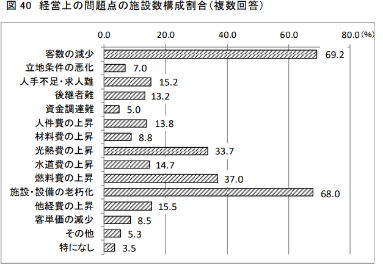 図 40 経営上の問題点の施設数構成割合(複数回答)
0.0 20.0 40.0 60.0 80.0 (%)
客数の減少 69.2
立地条件の悪化 7.0
人手不足・求人難 15.2
後継者難 13.2
資金調達難 5.0
人件費の上昇 13.8
材料費の上昇 8.8
光熱費の上昇 33.7
水道費の上昇 14.7
燃料費の上昇 37.0
施設・設備の老朽化 68.0
他経費の上昇 15.5
客単価の減少 8.5
その他 5.3
特になし 3.5